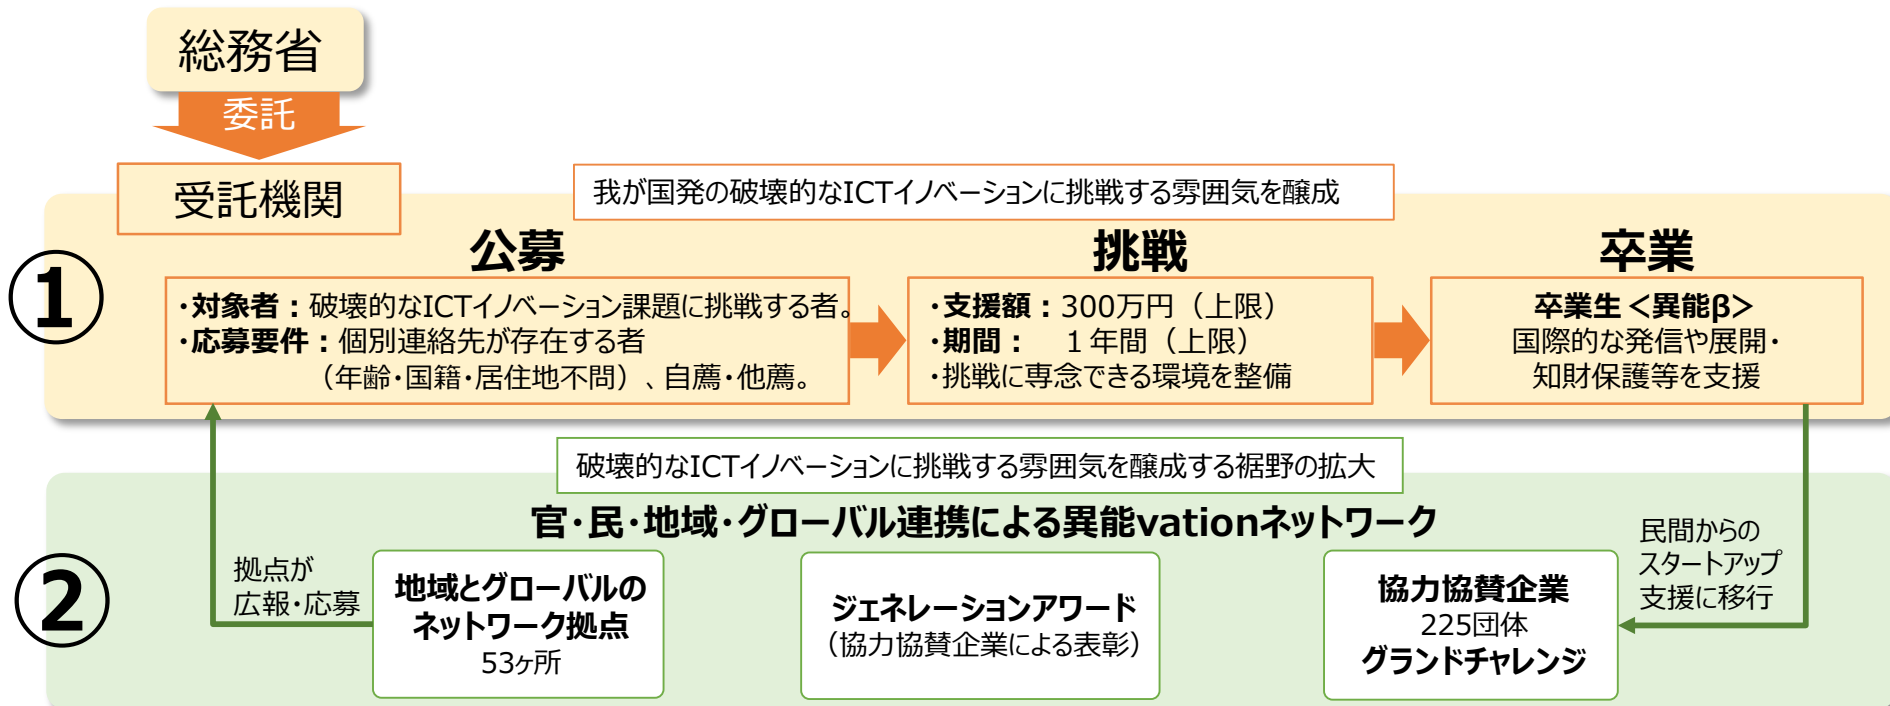 総務省
委託
受託機関
我が国発の破壊的なICTイノベーションに挑戦する雰囲気を醸成
①
公募
・対象者：破壊的なICTイノベーション課題に挑戦する者。
・応募要件：個別連絡先が存在する者
（年齢・国籍・居住地不問）、自薦・他薦。
挑戦
・支援額：300万円（上限）
・期間：　１年間（上限）
・挑戦に専念できる環境を整備
卒業
卒業生＜異能β＞
国際的な発信や展開・
知財保護等を支援
破壊的なICTイノベーションに挑戦する雰囲気を醸成する裾野の拡大
②
官・民・地域・グローバル連携による異能vationネットワーク
拠点が
広報・応募
地域とグローバルの
ネットワーク拠点
53ヶ所
ジェネレーションアワード
（協力協賛企業による表彰）
協力協賛企業
225団体
グランドチャレンジ
民間からの
スタートアップ
支援に移行